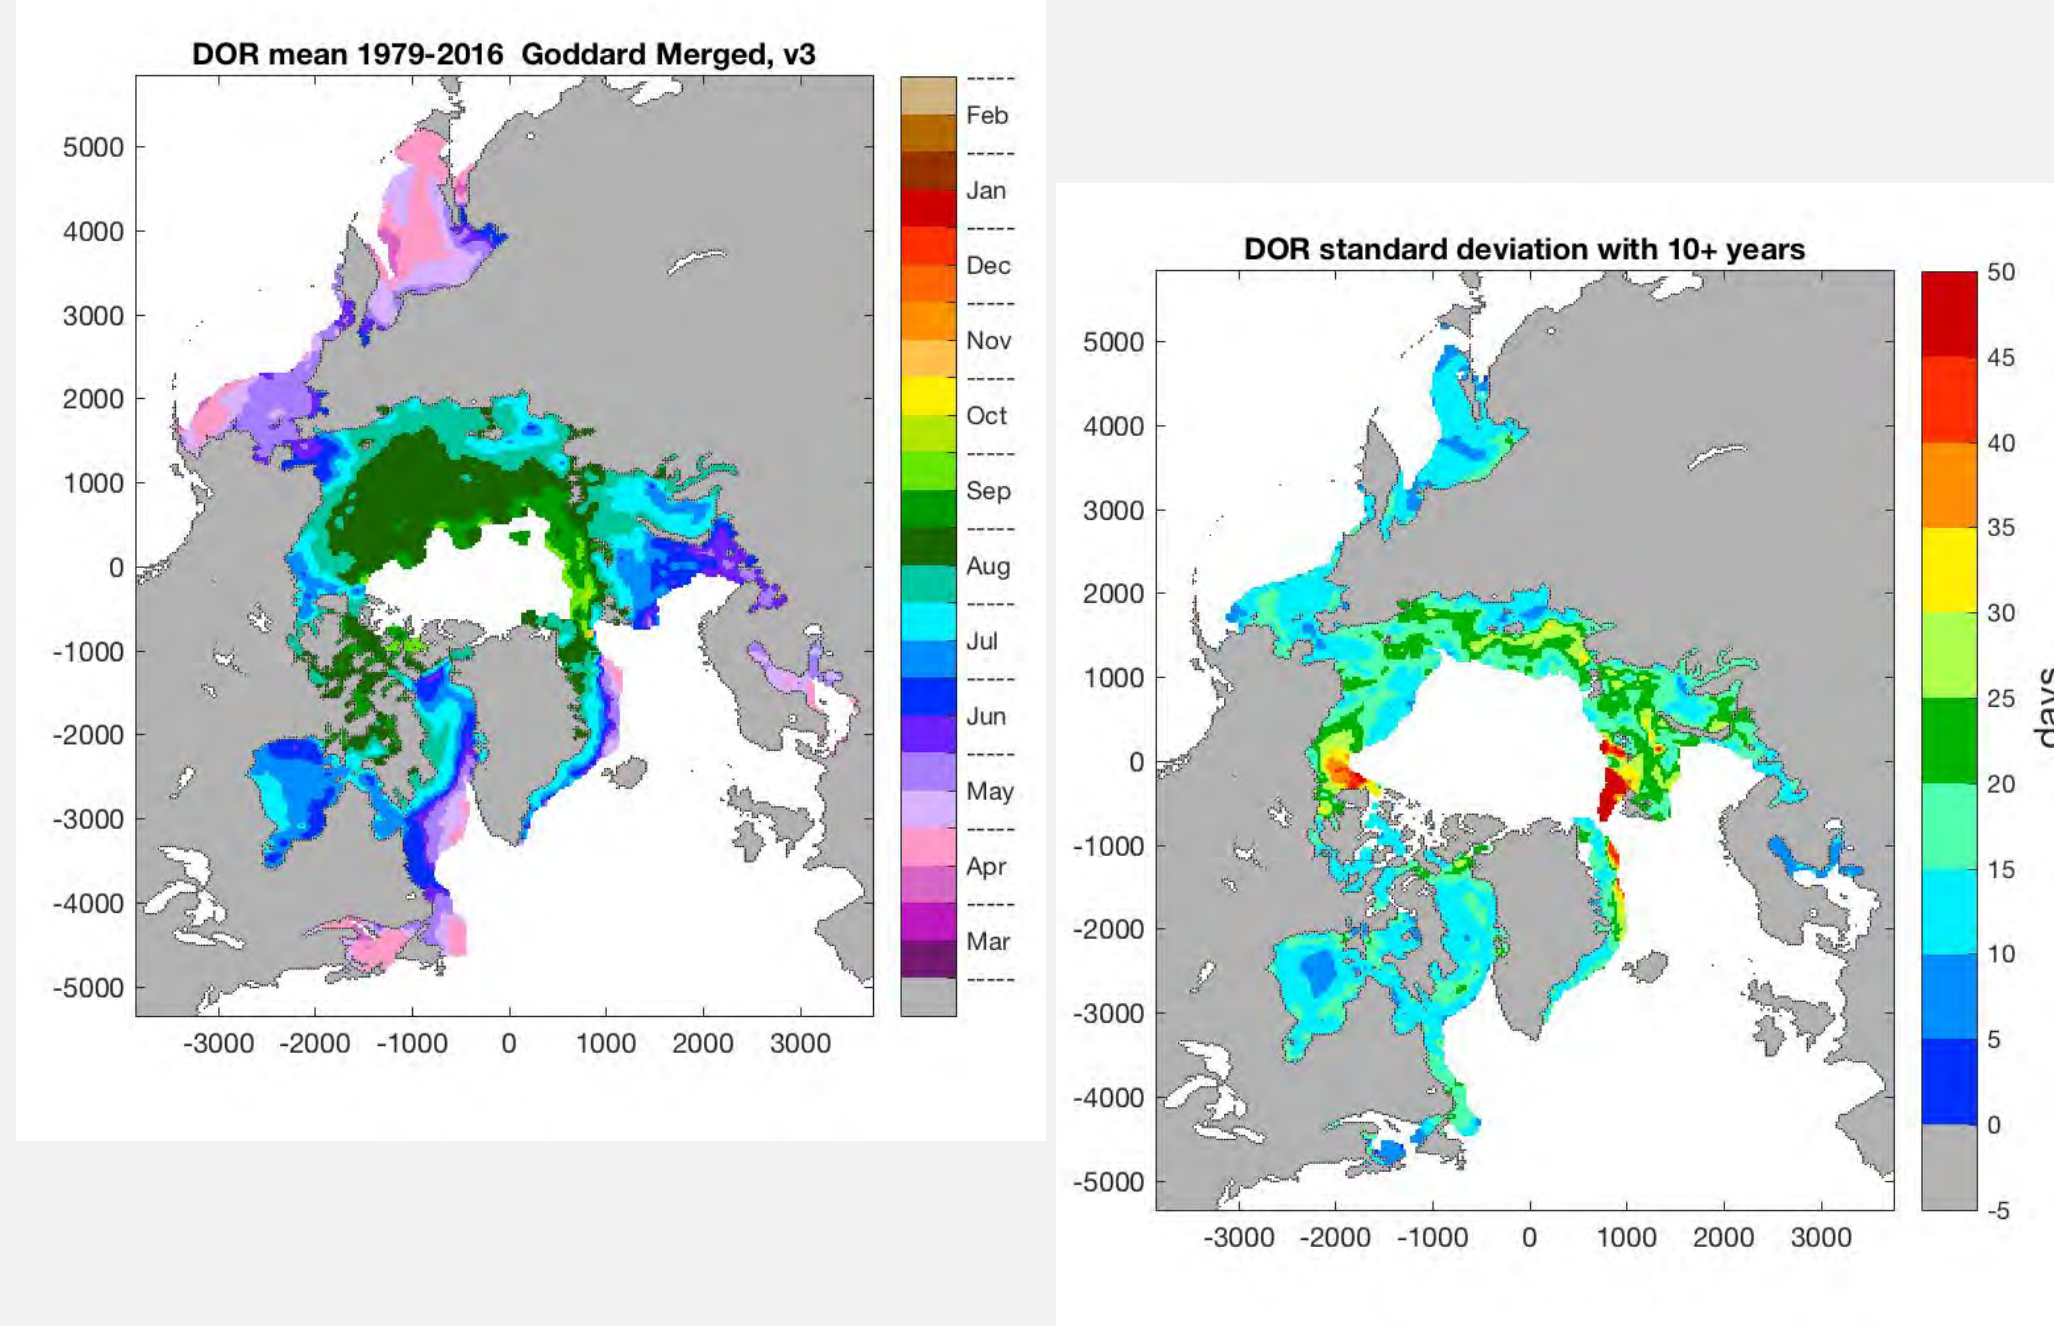 DOR mean 1979-2016  Goddard Merged, v3
5000
4000
3000
2000
1000
0
-1000
-2000
-3000
-4000
-5000
-3000 -2000 -1000 0 1000 2000 3000
-----
Feb
-----
Jan
-----
Dec
-----
Nov
-----
Oct
-----
Sep
-----
Aug
-----
Jul
-----
Jun
-----
May
-----
Apr
-----
Mar
-----
DOR standard deviation with 10+ years
5000
4000
3000
2000
1000
0
-1000
-2000
-3000
-4000
-5000
-3000 -2000 -1000 0 1000 2000 3000
50
45
40
35
30
25
20
15
10
5
0
-5
days